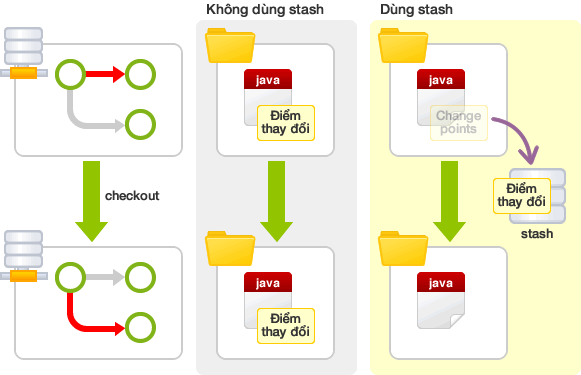 Không dùng stash
Dùng stash
java
Điểm
thay đổi
java
Change
points
checkout
Điểm
thay đổi
stash
java
Điểm
thay đổi
java